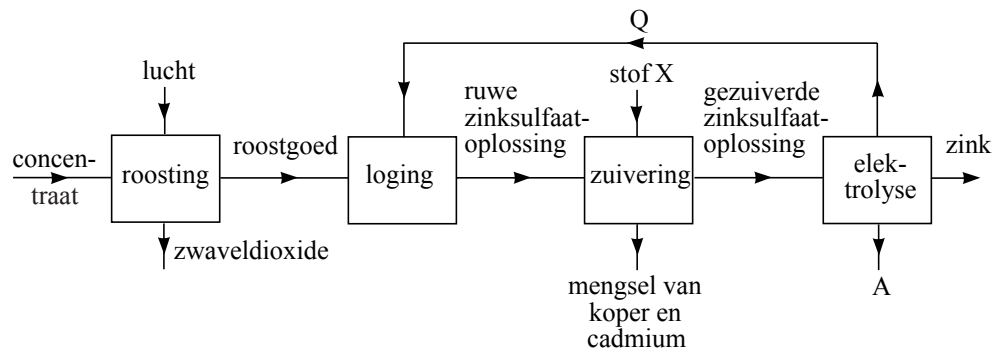 Q
lucht
stof X
ruwe
zinksulfaat-
oplossing
gezuiverde
zinksulfaat-
oplossing
concen-
traat
roosting
roostgoed
loging
zuivering
elek-
trolyse
zink
zwaveldioxide
mengsel van
koper en
cadmium
A